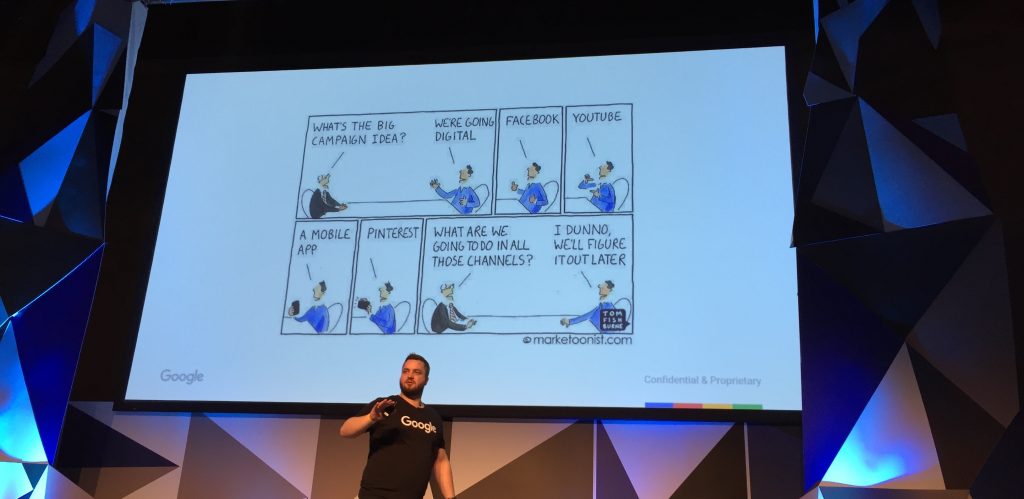 WHAT'S THE BIG
CAMPAIGN IDEA?
WE'RE GOING
DIGITAL
FACEBOOK
YOUTUBE
A MOBILE
APP
PINTEREST
WHAT ARE WE
GOING TO DO IN ALL
THOSE CHANNELS?
I DUNNO,
WE'LL FIGURE
IT OUT LATER
TOM
FISH
BURNE
© marketoonist.com
Google
Confidential & Proprietary
Google